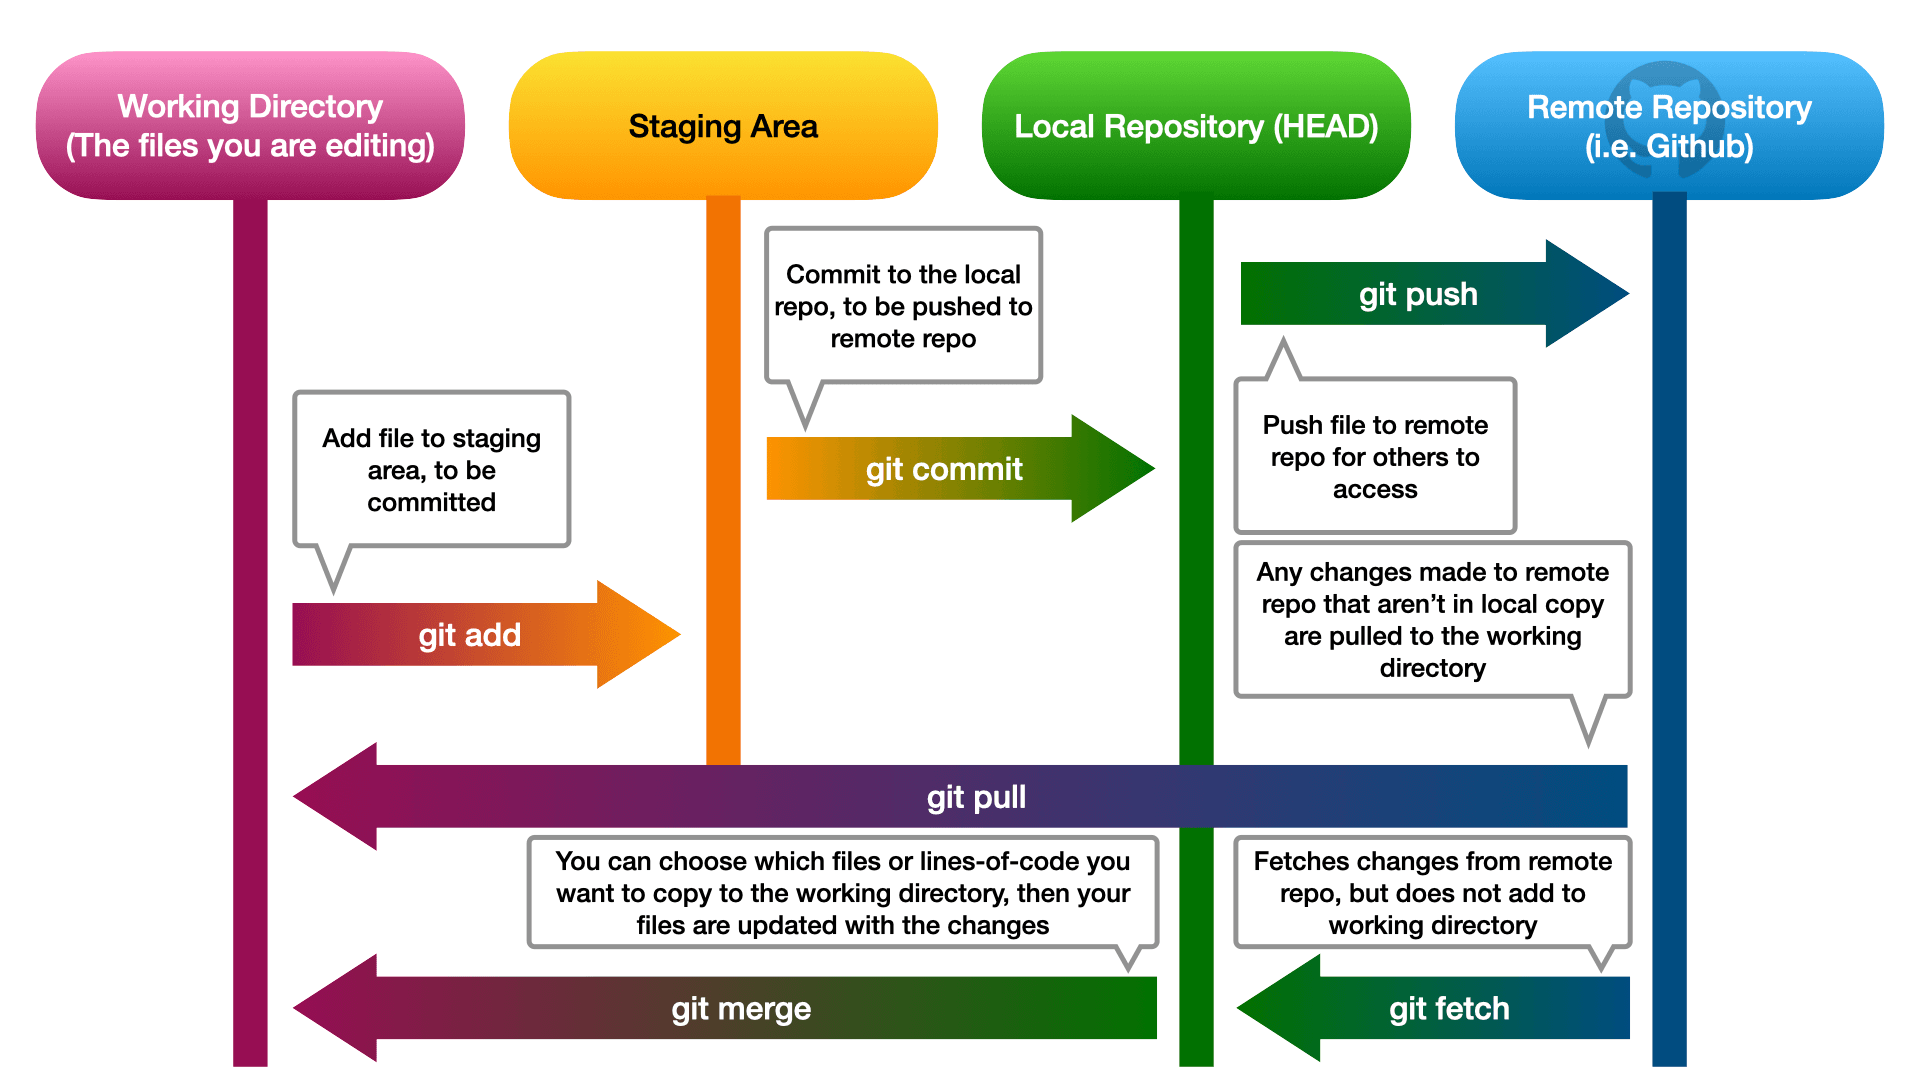 Working Directory
(The files you are editing)
Staging Area
Local Repository (HEAD)
Remote Repository
(i.e. Github)
Commit to the local
repo, to be pushed to
remote repo
git push
Add file to staging
area, to be
committed
git commit
Push file to remote
repo for others to
access
git add
Any changes made to remote
repo that aren't in local copy
are pulled to the working
directory
git pull
You can choose which files or lines-of-code you
want to copy to the working directory, then your
files are updated with the changes
Fetches changes from remote
repo, but does not add to
working directory
git merge
git fetch